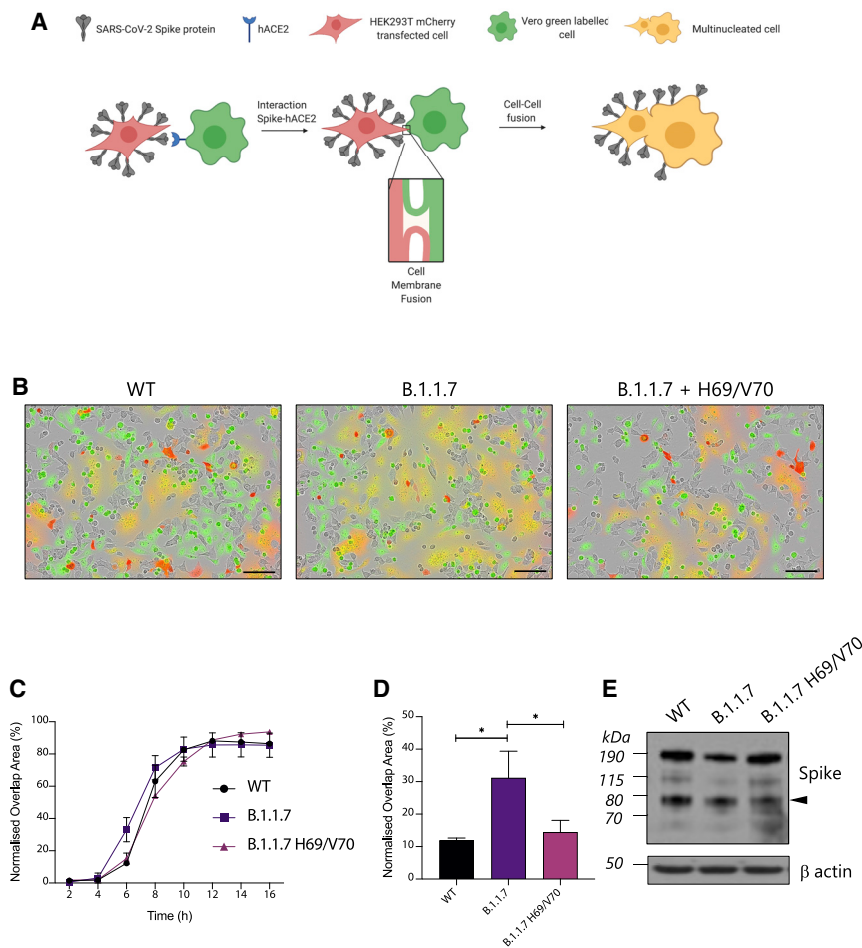 A
SARS-CoV-2 Spike protein
hACE2
HEK293T mCherry
transfected cell
Vero green labelled
cell
Multinucleated cell
Interaction
Spike-hACE2
Cell-Cell
fusion
Cell
Membrane
Fusion
B
WT
B.1.1.7
B.1.1.7 + H69/V70
C
Normalised Overlap Area (%)
100
80
60
40
20
0
2 4 6 8 10 12 14 16
Time (h)
WT
B.1.1.7
B.1.1.7 H69/V70
D
Normalised Overlap Area (%)
50
40
30
20
10
0
*
*
WT
B.1.1.7
B.1.1.7 H69/V70
E
WT
B.1.1.7
B.1.1.7 H69/V70
kDa
190
115
80
70
50
Spike
β actin